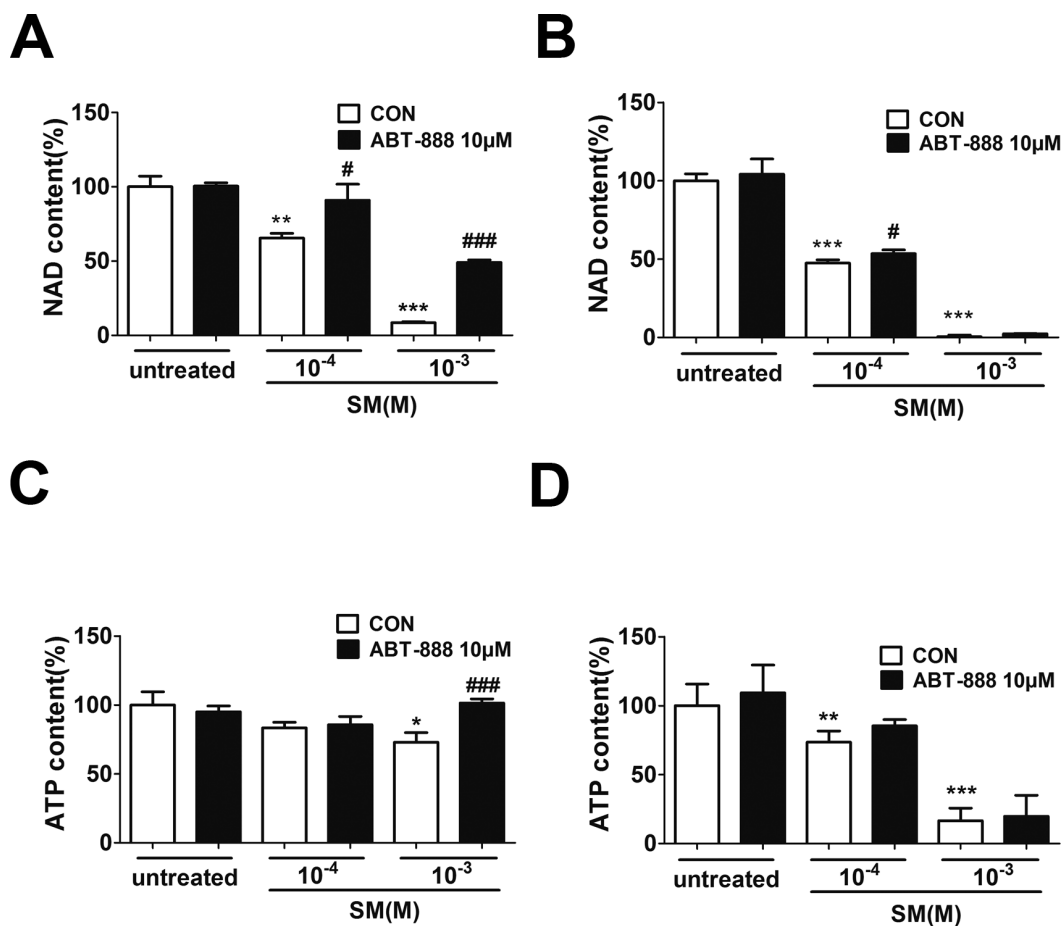 A
NAD content(%)
150
100
50
0
CON
ABT-888 10μM
**
#
***
###
untreated
10⁻⁴
10⁻³
SM(M)
B
NAD content(%)
150
100
50
0
CON
ABT-888 10μM
***
#
***
untreated
10⁻⁴
10⁻³
SM(M)
C
ATP content(%)
150
100
50
0
CON
ABT-888 10μM
*
###
untreated
10⁻⁴
10⁻³
SM(M)
D
ATP content(%)
150
100
50
0
CON
ABT-888 10μM
**
***
untreated
10⁻⁴
10⁻³
SM(M)